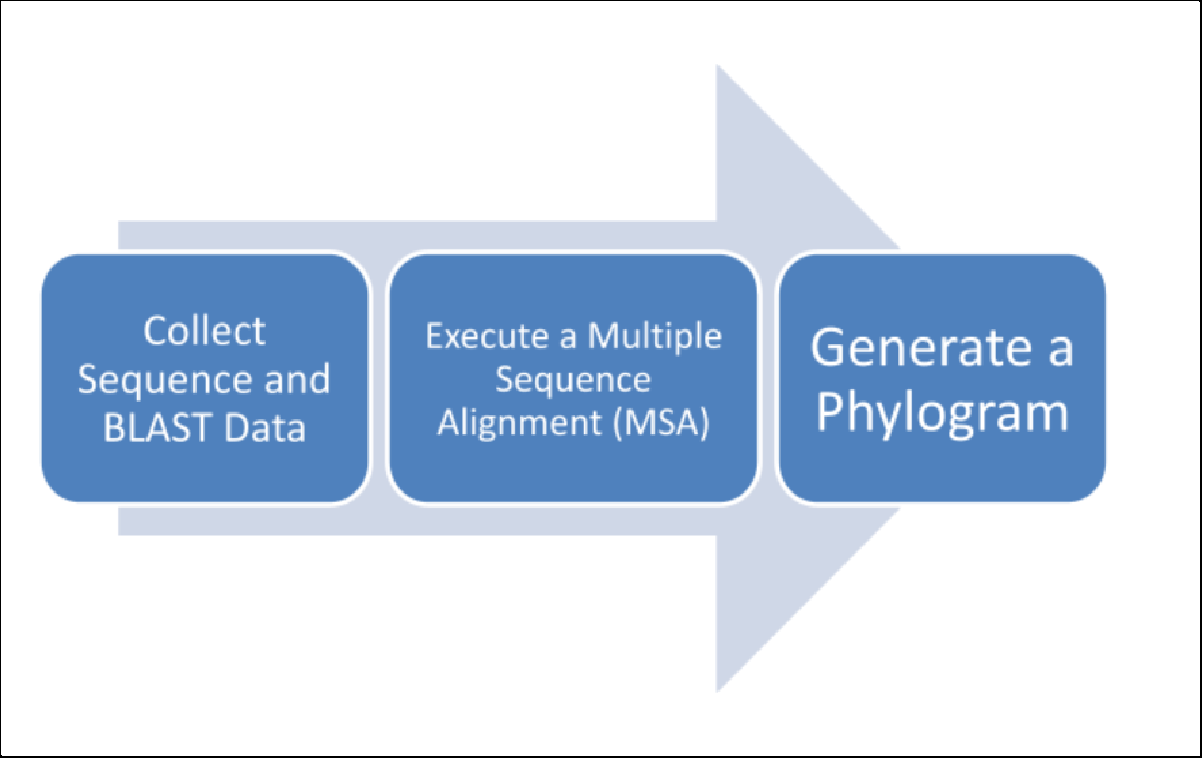 Collect
Sequence and
BLAST Data
Execute a Multiple
Sequence
Alignment (MSA)
Generate a
Phylogram